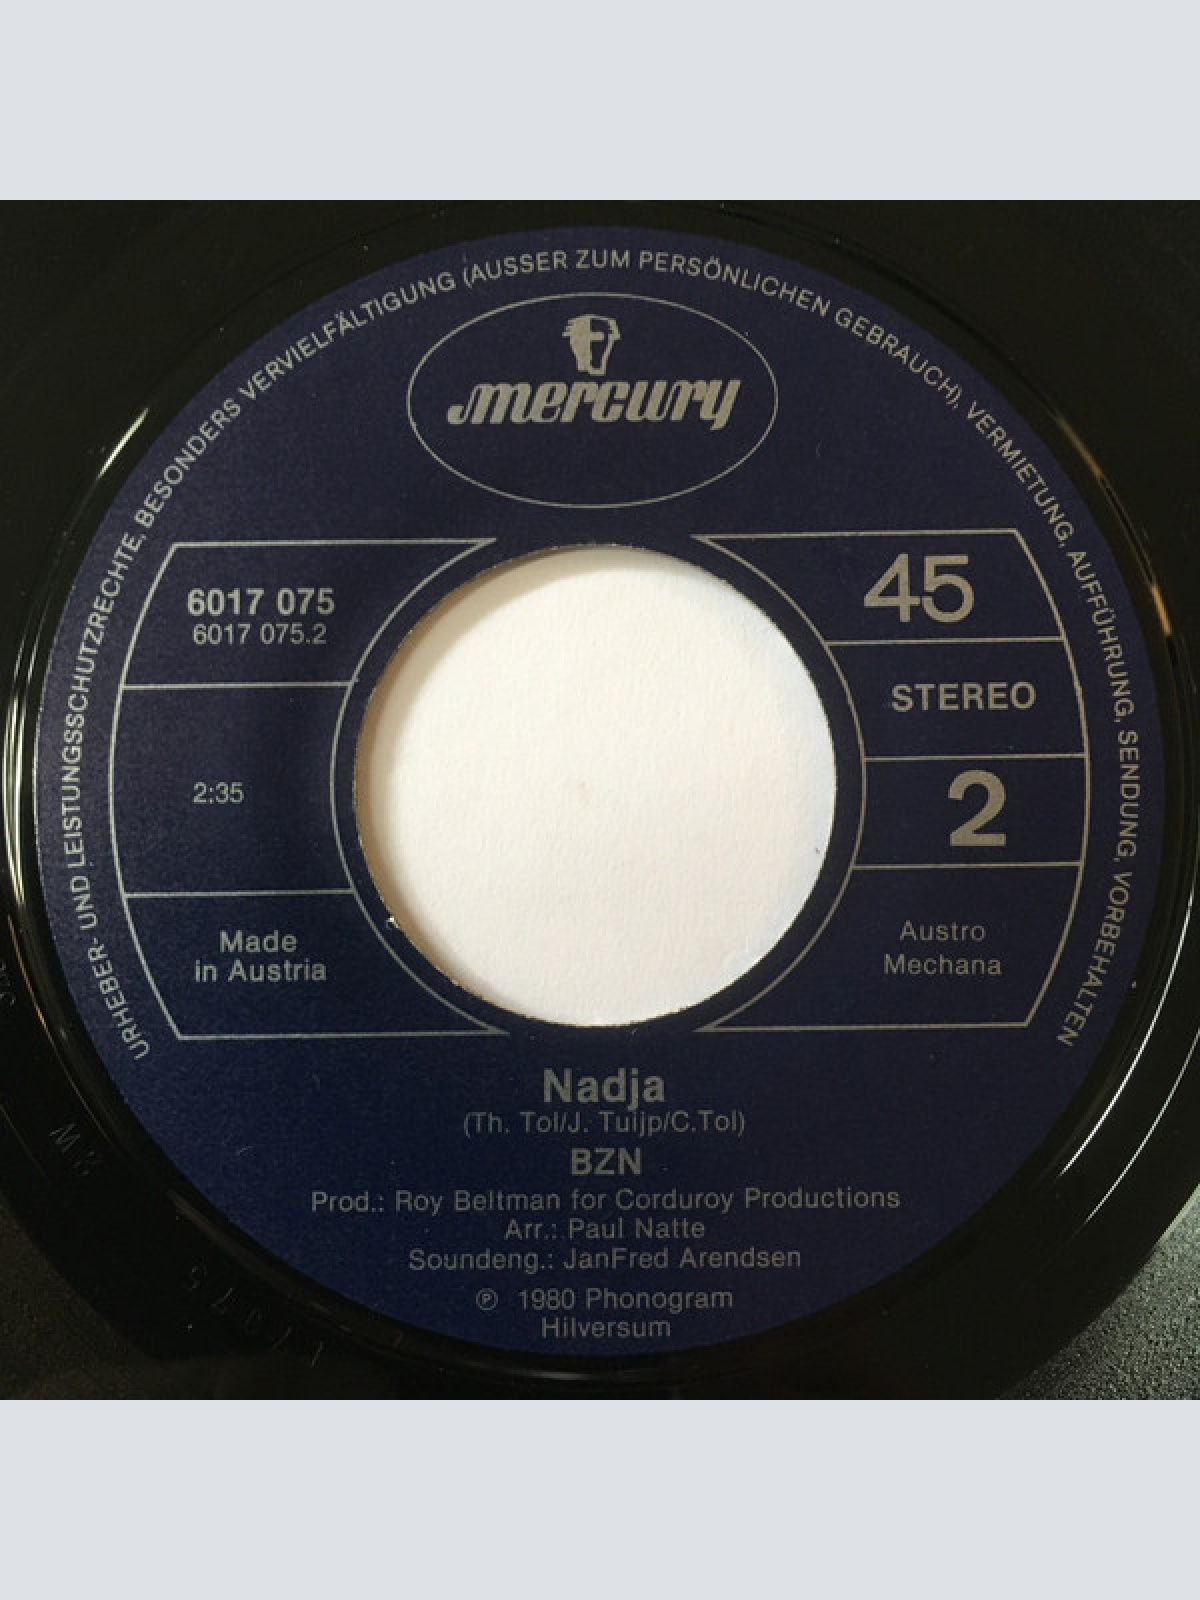 URHEBER- UND LEISTUNGSSCHUTZRECHTE, BESONDERS VERVIELFÄLTIGUNG (AUSSER ZUM PERSÖNLICHEN GEBRAUCH), VERMIETUNG, AUFFÜHRUNG, SENDUNG, VORBEHALTEN
mercury
6017 075
6017 075.2
2:35
Made
in Austria
45
STEREO
2
Austro
Mechana
Nadja
(Th. Tol/J. Tuijp/C.Tol)
BZN
Prod.: Roy Beltman for Corduroy Productions
Arr.: Paul Natte
Soundeng.: JanFred Arendsen
℗ 1980 Phonogram
Hilversum